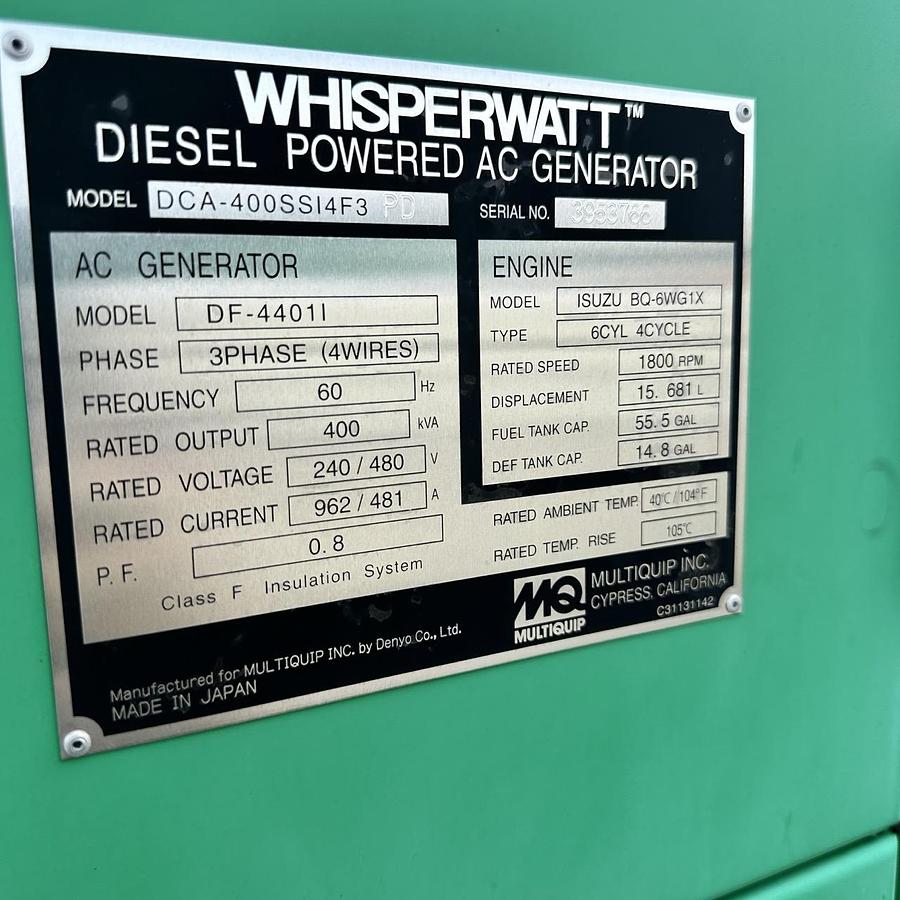 WHISPERWATT™
DIESEL POWERED AC GENERATOR
MODEL DCA-400SSI4F3 PD
SERIAL NO. 3953766
AC GENERATOR
MODEL DF-4401I
PHASE 3PHASE (4WIRES)
FREQUENCY 60 Hz
RATED OUTPUT 400 kVA
RATED VOLTAGE 240 / 480 V
RATED CURRENT 962 / 481 A
P. F. 0. 8
Class F Insulation System
ENGINE
MODEL ISUZU BQ-6WG1X
TYPE 6CYL 4CYCLE
RATED SPEED 1800 RPM
DISPLACEMENT 15. 681 L
FUEL TANK CAP. 55. 5 GAL
DEF TANK CAP. 14. 8 GAL
RATED AMBIENT TEMP. 40℃ / 104°F
RATED TEMP. RISE 105℃
MQ
MULTIQUIP
MULTIQUIP INC.
CYPRESS, CALIFORNIA
C31131142
Manufactured for MULTIQUIP INC. by Denyo Co., Ltd.
MADE IN JAPAN